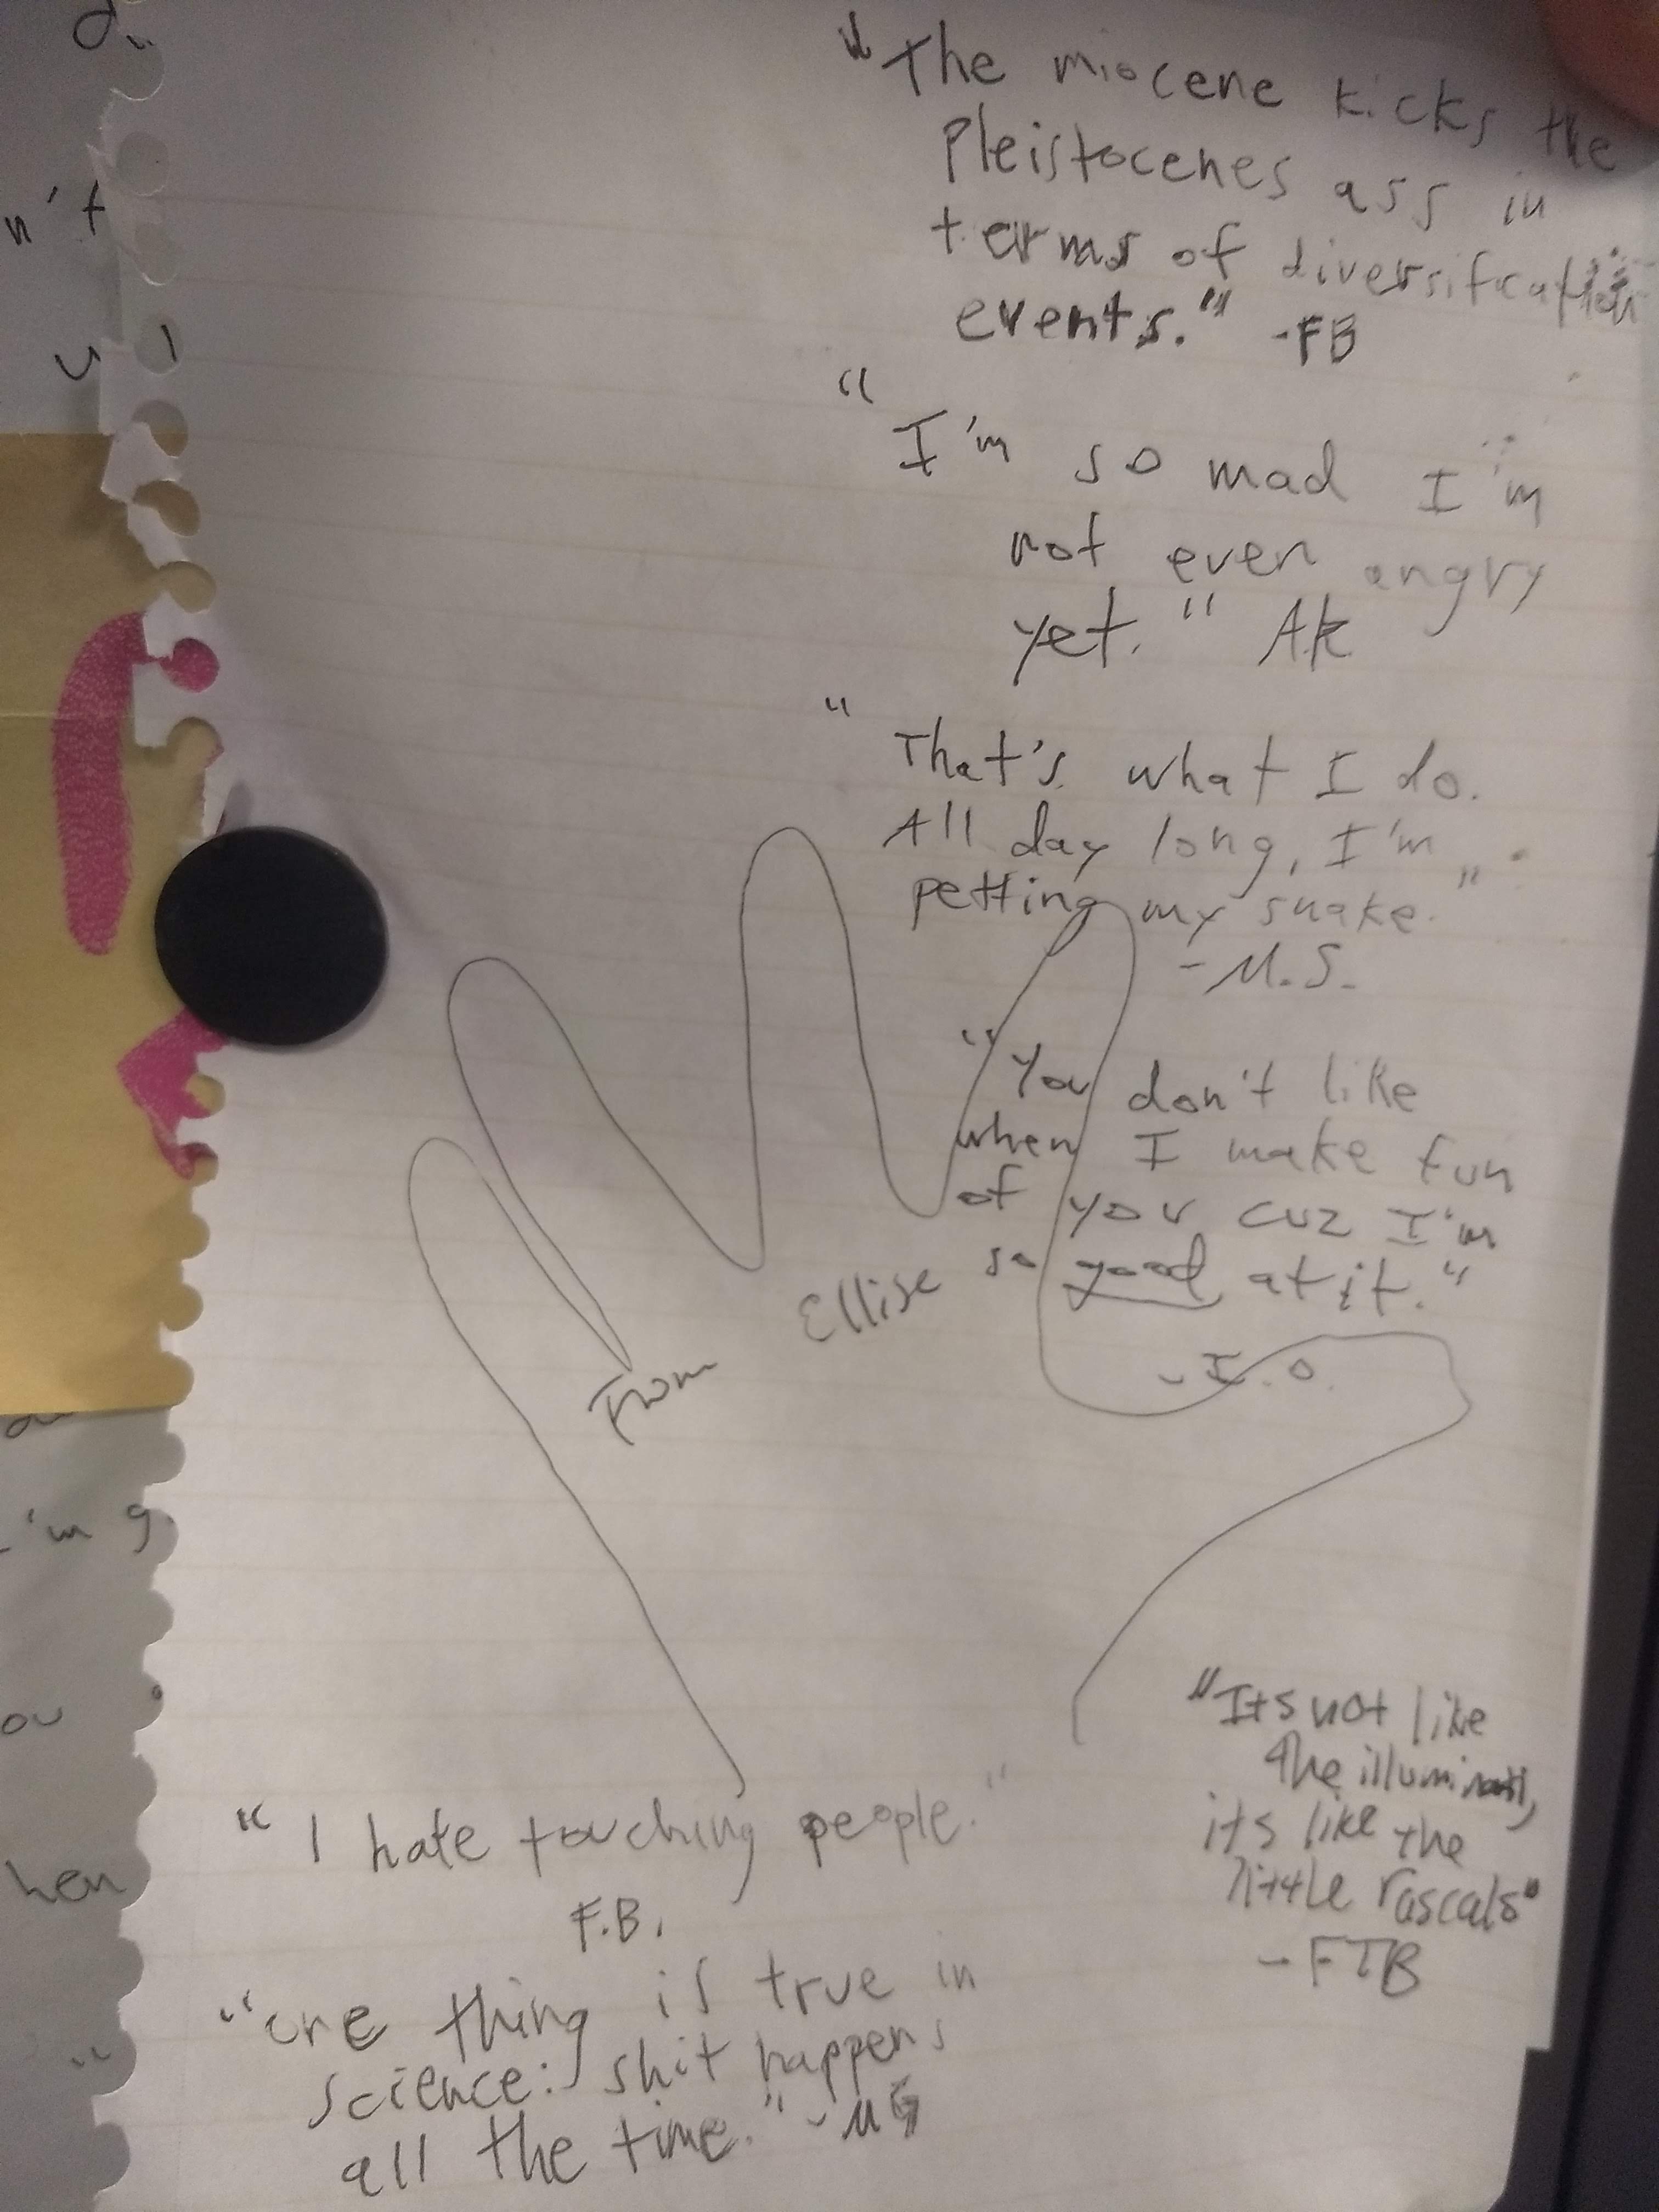 "The miocene kicks the
Pleistocenes ass in
terms of diversification
events." -FB
"I'm so mad I'm
not even angry
yet." AK
"That's what I do.
All day long, I'm
petting my snake."
-M.S.
"You don't like
when I make fun
of you cuz I'm
so good at it."
-I.O.
From Ellise
"Its not like
the illuminati,
its like the
little rascals"
-FTB
"I hate touching people."
F.B.
"one thing is true in
science: shit happens
all the time." -MG
n't
I'm g
ou
hen